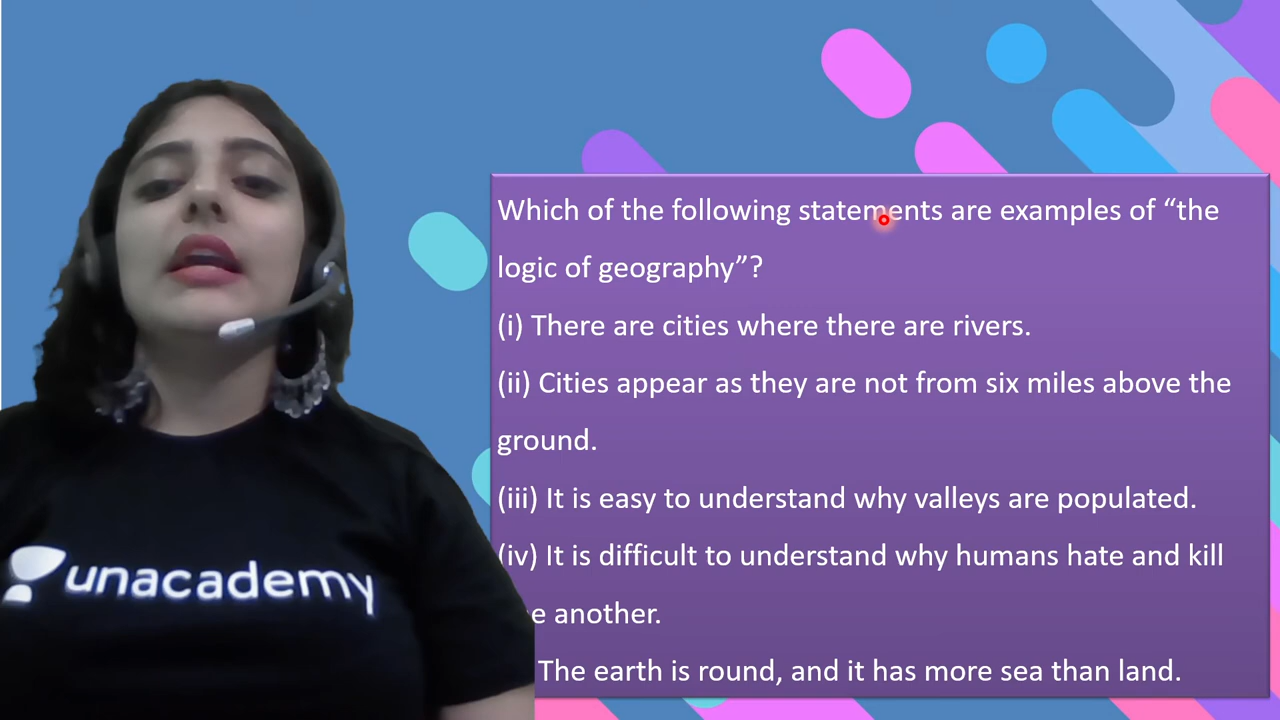 Which of the following statements are examples of “the
logic of geography”?
(i) There are cities where there are rivers.
(ii) Cities appear as they are not from six miles above the
ground.
(iii) It is easy to understand why valleys are populated.
(iv) It is difficult to understand why humans hate and kill
another.
The earth is round, and it has more sea than land.
unacademy